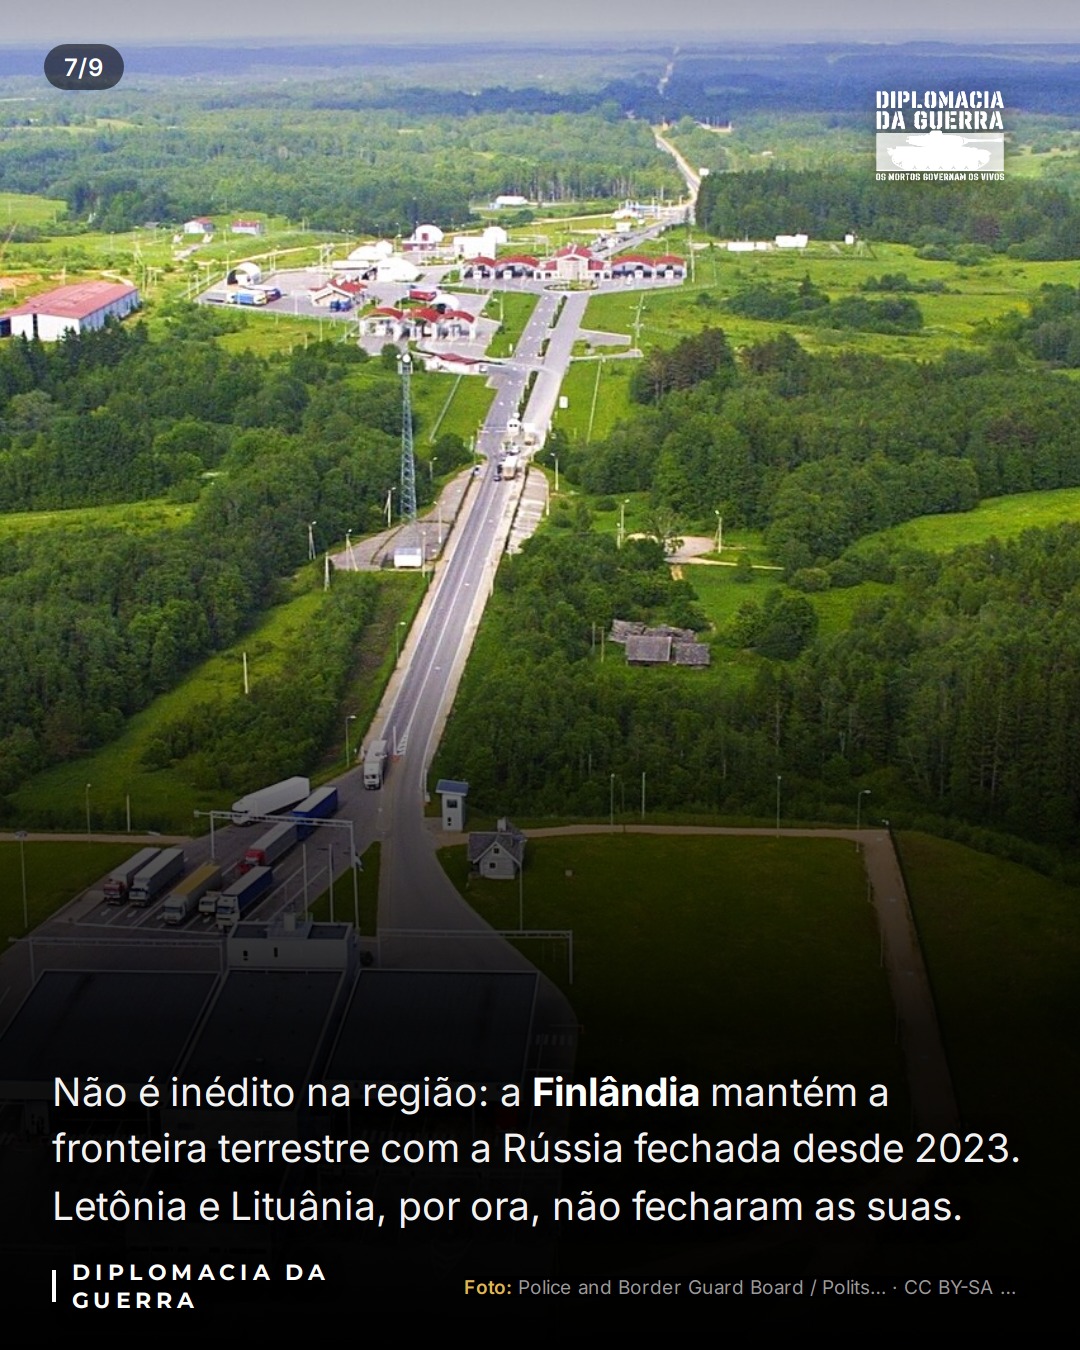 7/9
DIPLOMACIA
DA GUERRA
OS MORTOS GOVERNAM OS VIVOS
Não é inédito na região: a Finlândia mantém a
fronteira terrestre com a Rússia fechada desde 2023.
Letônia e Lituânia, por ora, não fecharam as suas.
DIPLOMACIA DA
GUERRA
Foto: Police and Border Guard Board / Polits... · CC BY-SA ...